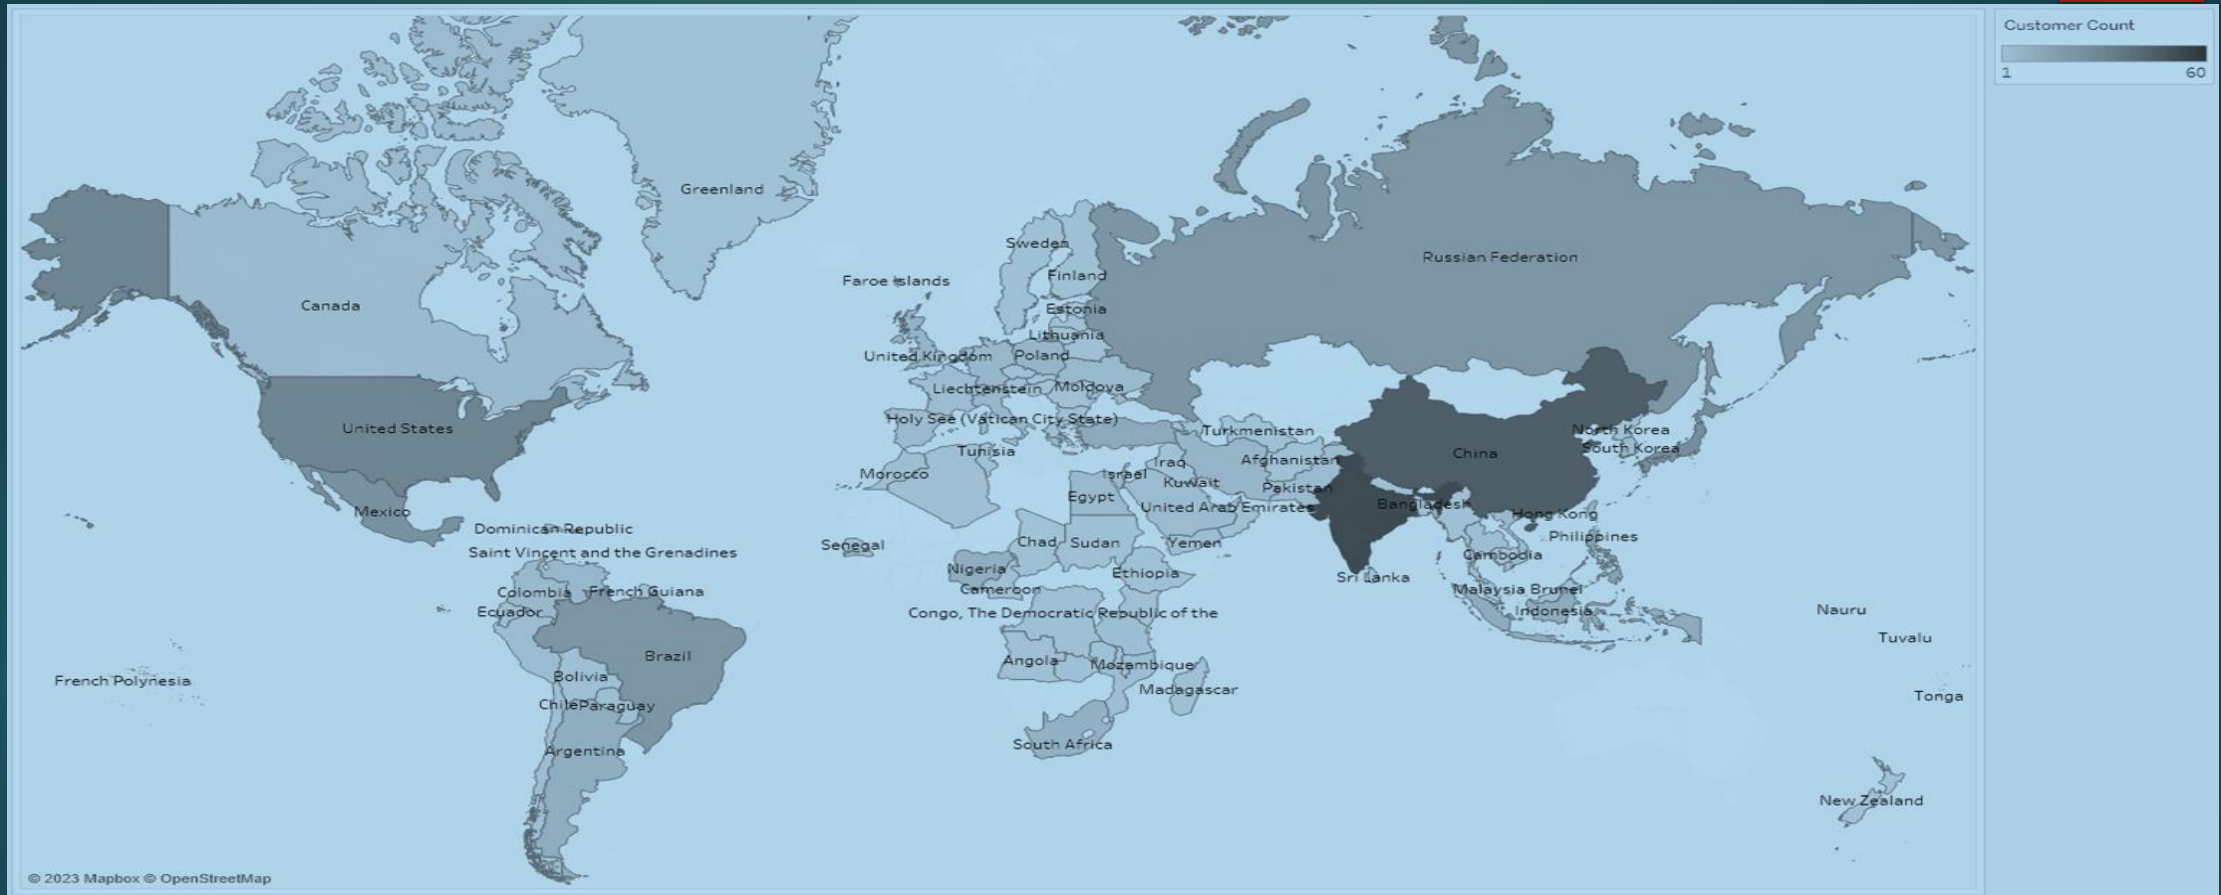 Customer Count
1 60
Greenland
Sweden
Russian Federation
Finland
Faroe Islands
Canada
Estonia
Lithuania
United Kingdom
Poland
Liechtenstein
Moldova
Holy See (Vatican City State)
United States
Turkmenistan
North Korea
South Korea
Tunisia
China
Iraq
Afghanistan
Morocco
Israel
Kuwait
Pakistan
Egypt
Bangladesh
United Arab Emirates
Mexico
Hong Kong
Dominican Republic
Philippines
Senegal
Chad
Sudan
Yemen
Saint Vincent and the Grenadines
Cambodia
Nigeria
Ethiopia
Sri Lanka
Cameroon
Colombia
French Guiana
Malaysia
Brunei
Ecuador
Congo, The Democratic Republic of the
Indonesia
Nauru
Tuvalu
Brazil
Angola
Mozambique
Bolivia
French Polynesia
Madagascar
Tonga
Chile
Paraguay
South Africa
Argentina
New Zealand
© 2023 Mapbox © OpenStreetMap